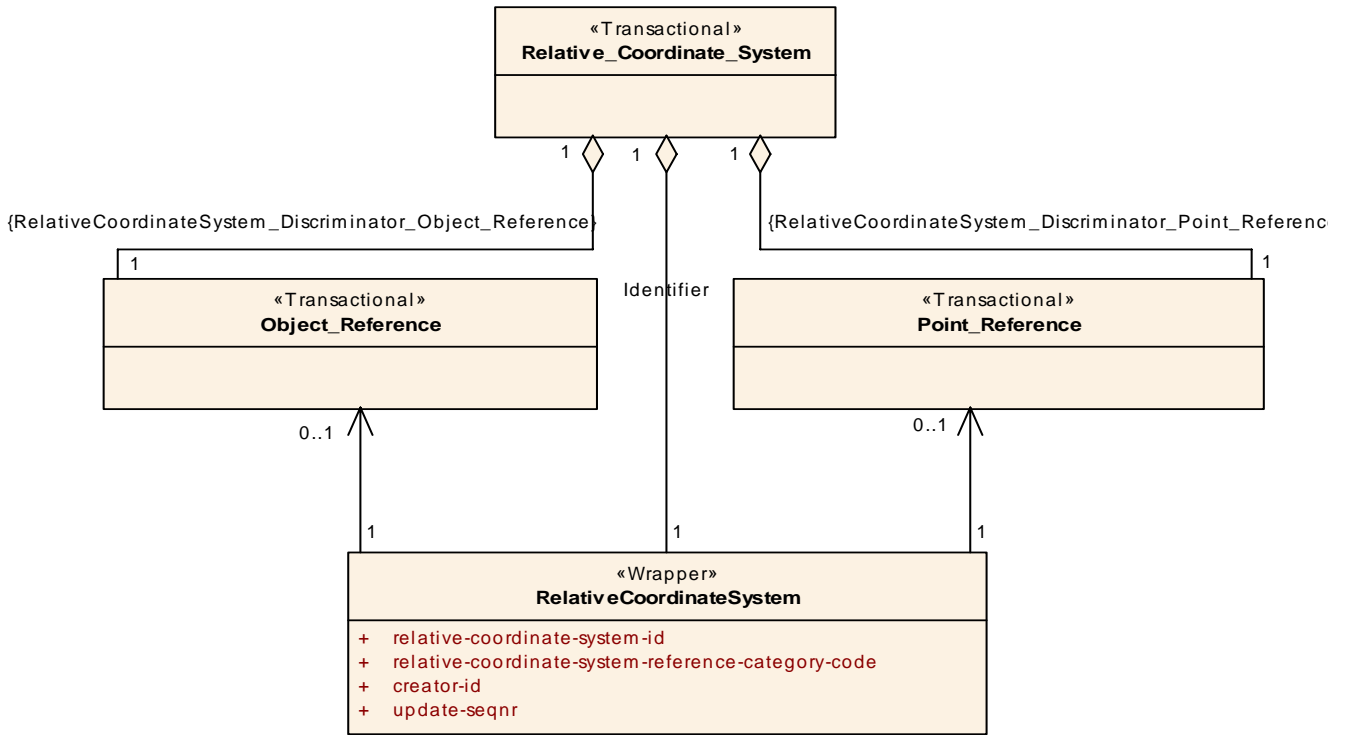 «Transactional»
Relative_Coordinate_System
1 1 1
{RelativeCoordinateSystem_Discriminator_Object_Reference}
{RelativeCoordinateSystem_Discriminator_Point_Referenc
1
1
Identifier
«Transactional»
Object_Reference
«Transactional»
Point_Reference
0..1
0..1
1
1
1
«Wrapper»
RelativeCoordinateSystem
+ relative-coordinate-system-id
+ relative-coordinate-system-reference-category-code
+ creator-id
+ update-seqnr